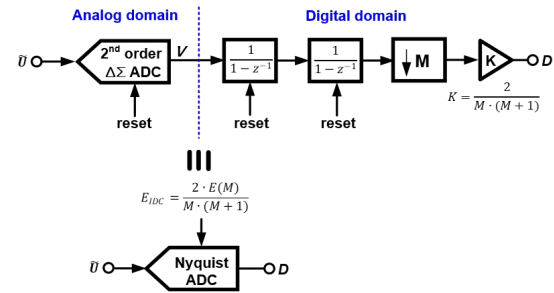 Analog domain
Digital domain
Ũ
2nd order
ΔΣ ADC
V
1
1 − z⁻¹
1
1 − z⁻¹
↓ M
K
D
reset
reset
reset
K = 2 / M · (M + 1)
E_IDC = 2 · E(M) / M · (M + 1)
Ũ
Nyquist
ADC
D